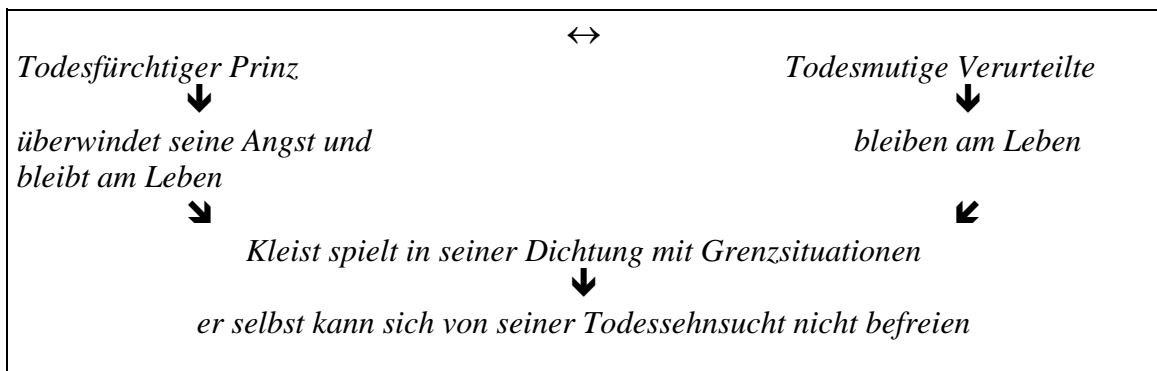 ↔
Todesfürchtiger Prinz Todesmutige Verurteilte
überwindet seine Angst und bleiben am Leben
bleibt am Leben
Kleist spielt in seiner Dichtung mit Grenzsituationen
er selbst kann sich von seiner Todessehnsucht nicht befreien